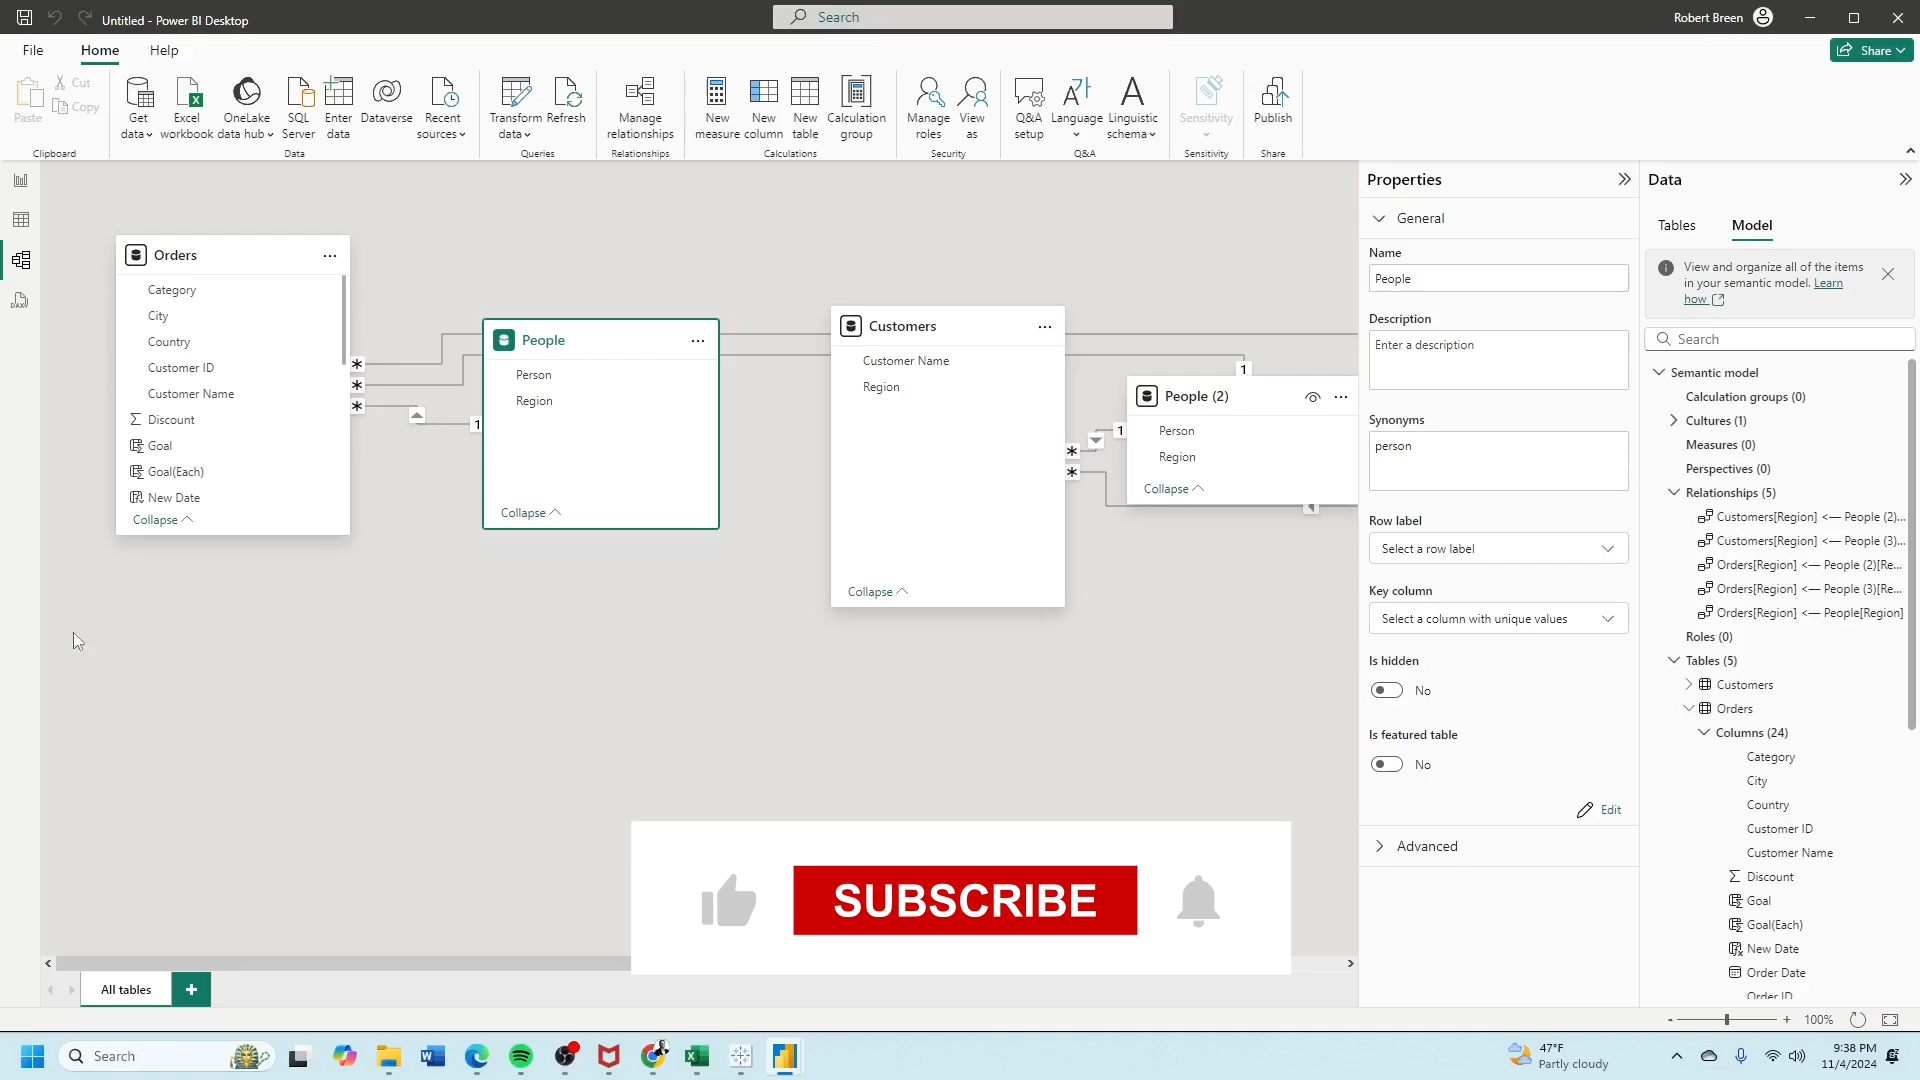 Untitled - Power BI Desktop
Search
Robert Breen
File
Home
Help
Share
Paste
Cut
Copy
Clipboard
Get data
Excel workbook
OneLake data hub
SQL Server
Enter data
Dataverse
Recent sources
Data
Transform data
Refresh
Queries
Manage relationships
Relationships
New measure
New column
New table
Calculation group
Calculations
Manage roles
View as
Security
Q&A setup
Language
Linguistic schema
Q&A
Sensitivity
Sensitivity
Publish
Share
DAX
Orders
Category
City
Country
Customer ID
Customer Name
Discount
Goal
Goal(Each)
New Date
Collapse
*
*
*
1
People
Person
Region
Collapse
Customers
Customer Name
Region
Collapse
*
*
1
1
People (2)
Person
Region
Collapse
Properties
General
Name
People
Description
Enter a description
Synonyms
person
Row label
Select a row label
Key column
Select a column with unique values
Is hidden
No
Is featured table
No
Edit
Advanced
Data
Tables
Model
View and organize all of the items
in your semantic model. Learn
how
Search
Semantic model
Calculation groups (0)
Cultures (1)
Measures (0)
Perspectives (0)
Relationships (5)
Customers[Region] <— People (2)...
Customers[Region] <— People (3)...
Orders[Region] <— People (2)[Re...
Orders[Region] <— People (3)[Re...
Orders[Region] <— People[Region]
Roles (0)
Tables (5)
Customers
Orders
Columns (24)
Category
City
Country
Customer ID
Customer Name
Discount
Goal
Goal(Each)
New Date
Order Date
Order ID
SUBSCRIBE
All tables
+
- + 100%
Search
47°F
Partly cloudy
9:38 PM
11/4/2024